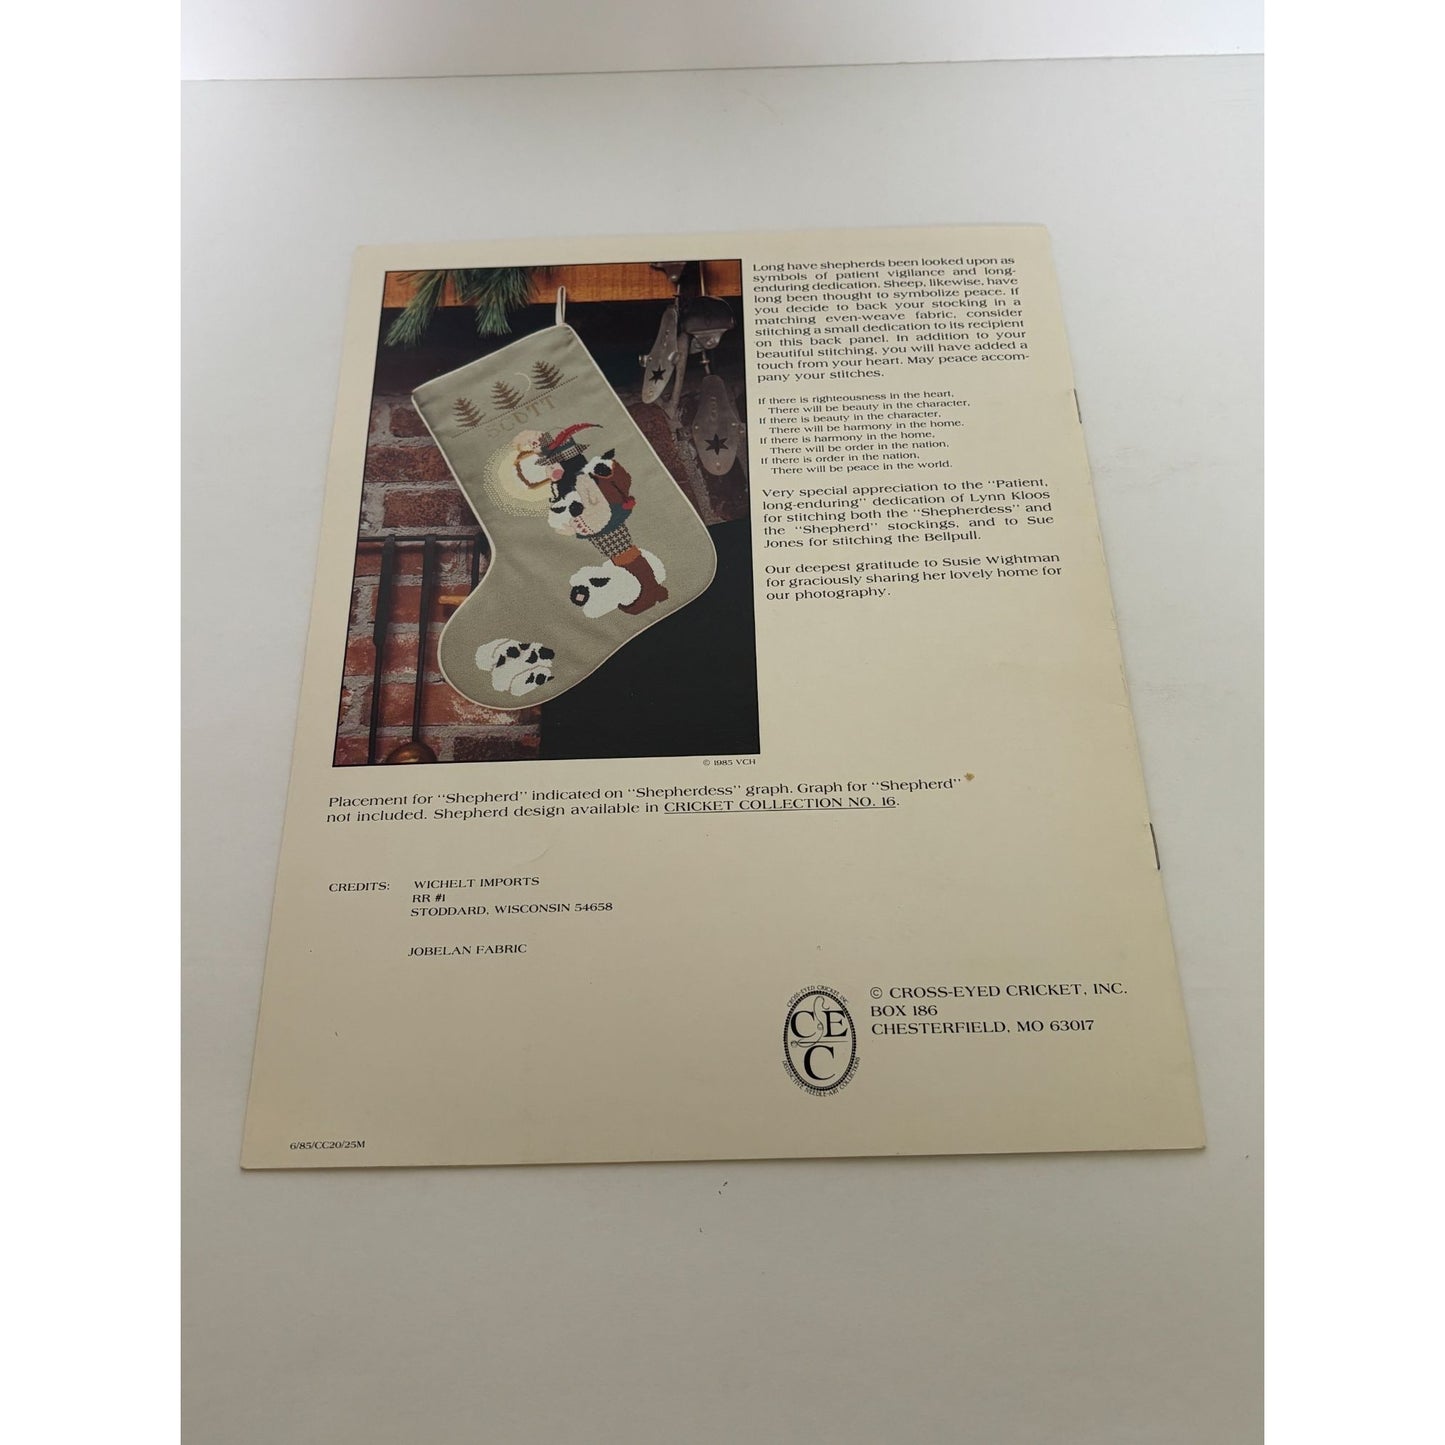 SCOTT
© 1985 VCH
Long have shepherds been looked upon as
symbols of patient vigilance and long-
enduring dedication. Sheep, likewise, have
long been thought to symbolize peace. If
you decide to back your stocking in a
matching even-weave fabric, consider
stitching a small dedication to its recipient
on this back panel. In addition to your
beautiful stitching, you will have added a
touch from your heart. May peace accom-
pany your stitches.
If there is righteousness in the heart,
There will be beauty in the character,
If there is beauty in the character,
There will be harmony in the home.
If there is harmony in the home,
There will be order in the nation,
If there is order in the nation,
There will be peace in the world.
Very special appreciation to the "Patient,
long-enduring" dedication of Lynn Kloos
for stitching both the "Shepherdess" and
the "Shepherd" stockings, and to Sue
Jones for stitching the Bellpull.
Our deepest gratitude to Susie Wightman
for graciously sharing her lovely home for
our photography.
Placement for "Shepherd" indicated on "Shepherdess" graph. Graph for "Shepherd"
not included. Shepherd design available in CRICKET COLLECTION NO. 16.
CREDITS: WICHELT IMPORTS
RR #1
STODDARD, WISCONSIN 54658
JOBELAN FABRIC
CROSS-EYED CRICKET, INC.
CEC
DISTINCTIVE NEEDLE-ART COLLECTIONS
© CROSS-EYED CRICKET, INC.
BOX 186
CHESTERFIELD, MO 63017
6/85/CC20/25M